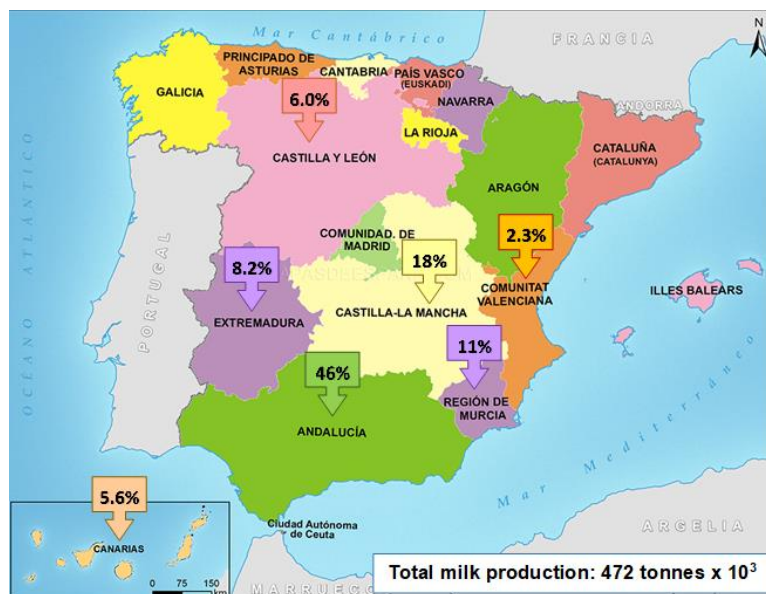 Mar Cantábrico
FRANCIA
N
PRINCIPADO DE
ASTURIAS
CANTABRIA
PAÍS VASCO
(EUSKADI)
GALICIA
6.0%
NAVARRA
ANDORRA
LA RIOJA
CATALUÑA
(CATALUNYA)
CASTILLA Y LEÓN
ARAGÓN
OCÉANO ATLÁNTICO
PORTUGAL
COMUNIDAD. DE
MADRID
2.3%
8.2%
18%
COMUNITAT
VALENCIANA
ILLES BALEARS
EXTREMADURA
CASTILLA-LA MANCHA
11%
46%
REGIÓN DE
MURCIA
ANDALUCÍA
Mar Mediterráneo
5.6%
Ciudad Autónoma
de Ceuta
ARGELIA
CANARIAS
0 75 150
km
MARRUECO
Total milk production: 472 tonnes x 10³